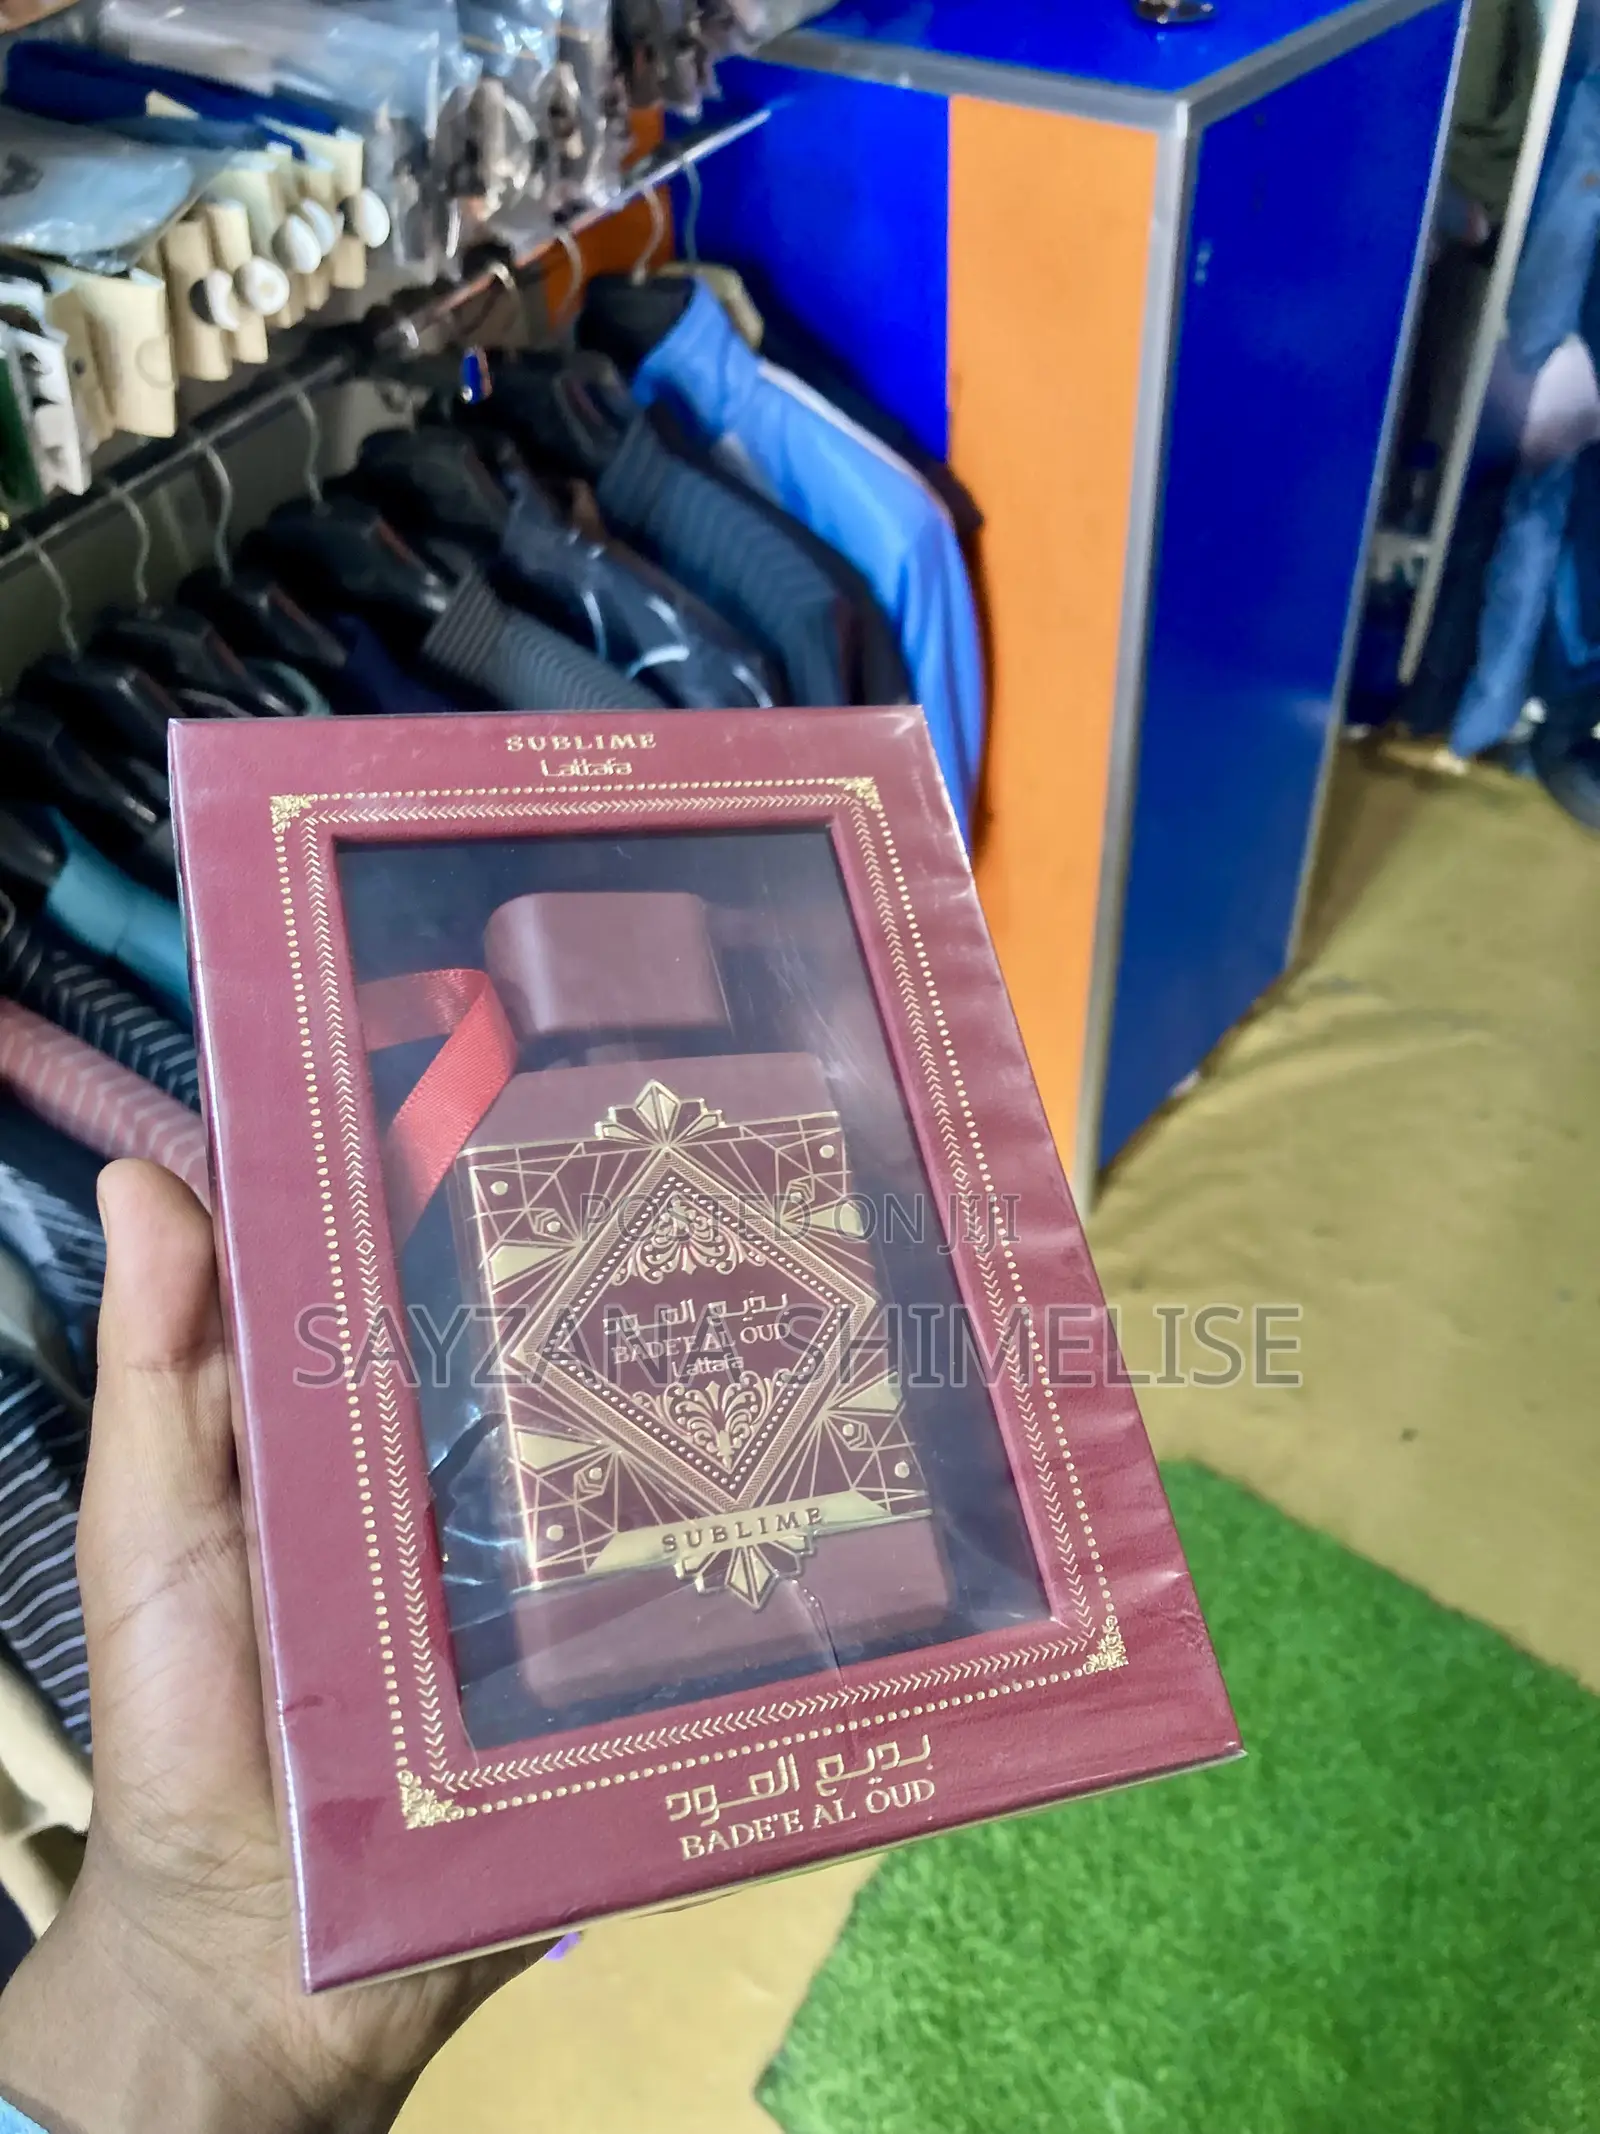 SUBLIME
Lattafa
POSTED ON JIJI
بديع العود
BADE'E AL OUD
Lattafa
SAYZANA SHIMELISE
SUBLIME
بديع العود
BADE'E AL OUD